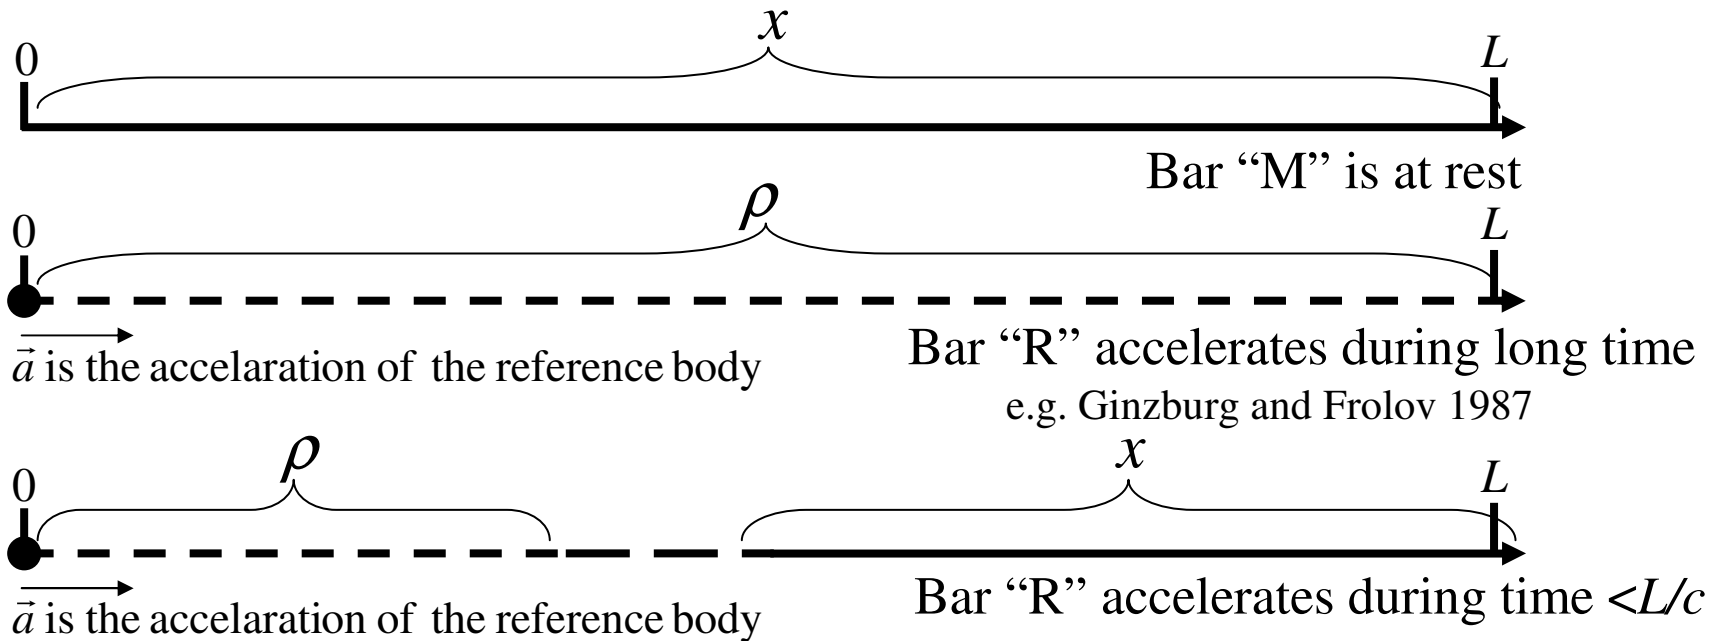 x
0 L
Bar “M” is at rest
ρ
0 L
Bar “R” accelerates during long time
a⃗ is the accelaration of the reference body
e.g. Ginzburg and Frolov 1987
ρ x
0 L
Bar “R” accelerates during time <L/c
a⃗ is the accelaration of the reference body